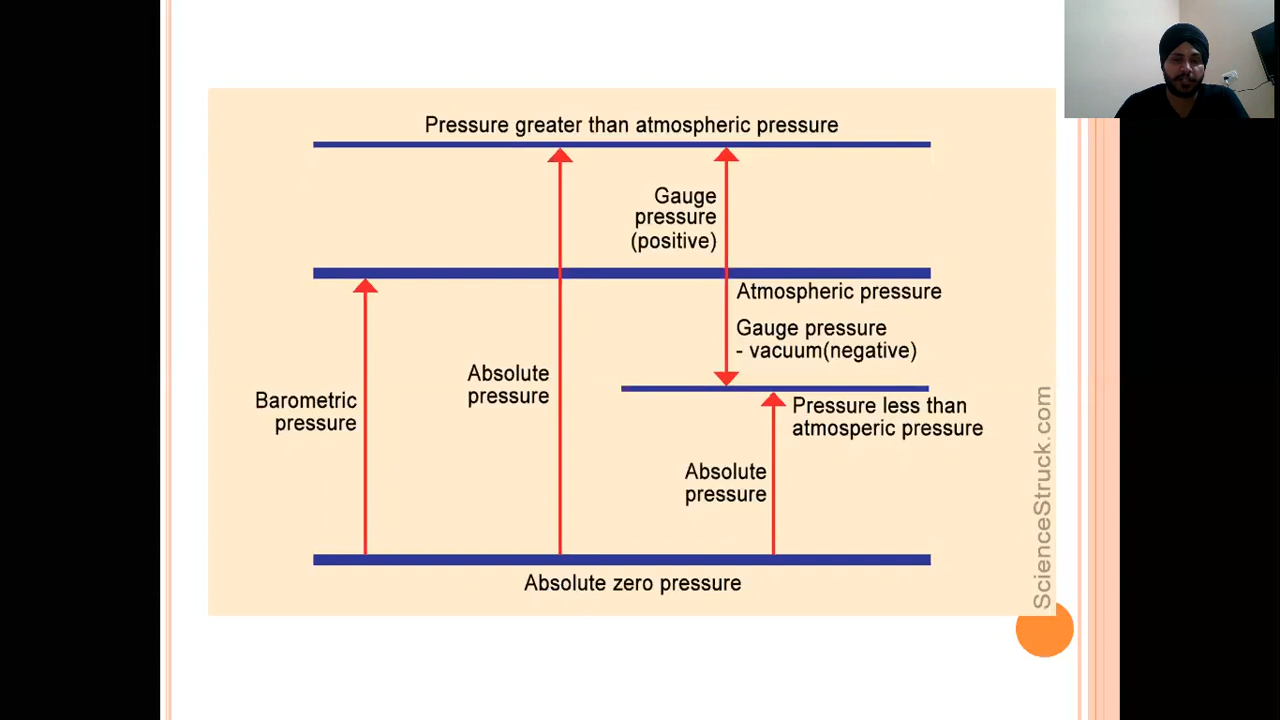 Pressure greater than atmospheric pressure
Gauge
pressure
(positive)
Atmospheric pressure
Gauge pressure
- vacuum(negative)
Absolute
pressure
Barometric
pressure
Pressure less than
atmosperic pressure
Absolute
pressure
Absolute zero pressure
ScienceStruck.com